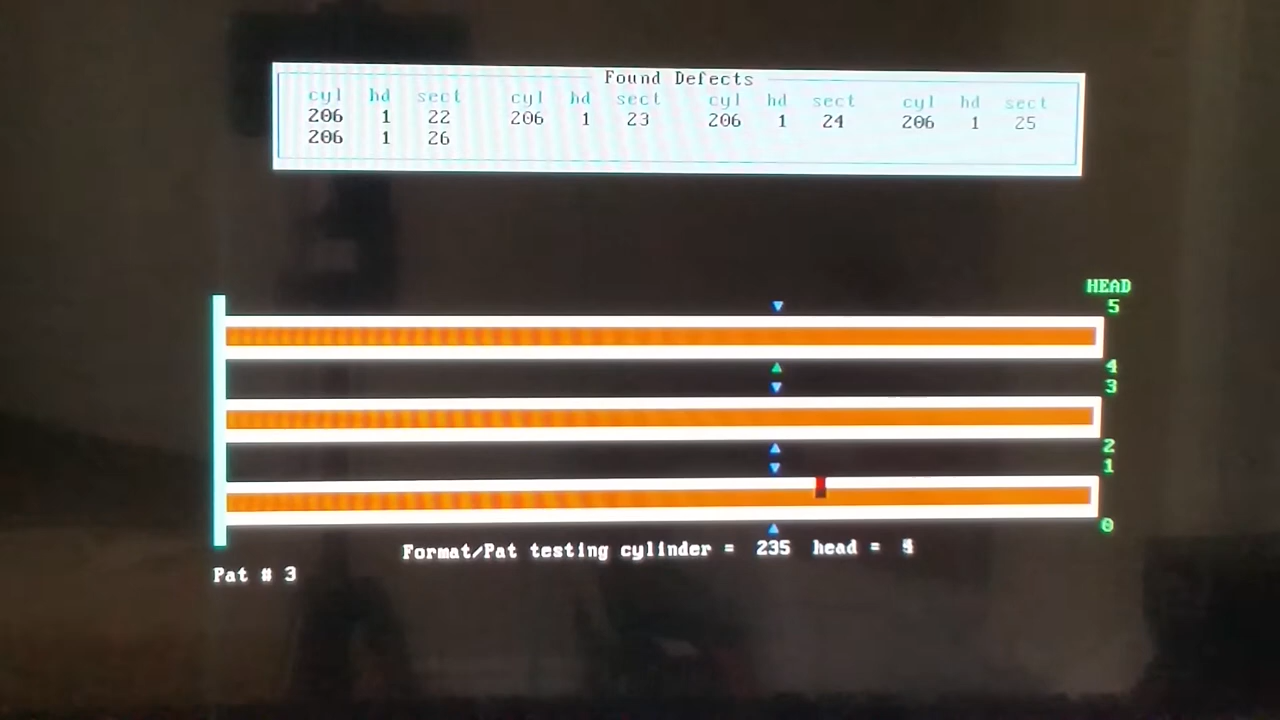 Found Defects
cyl hd sect cyl hd sect cyl hd sect cyl hd sect
206 1 22 206 1 23 206 1 24 206 1 25
206 1 26
HEAD
5
4
3
2
1
0
Format/Pat testing cylinder = 235 head =
Pat # 3